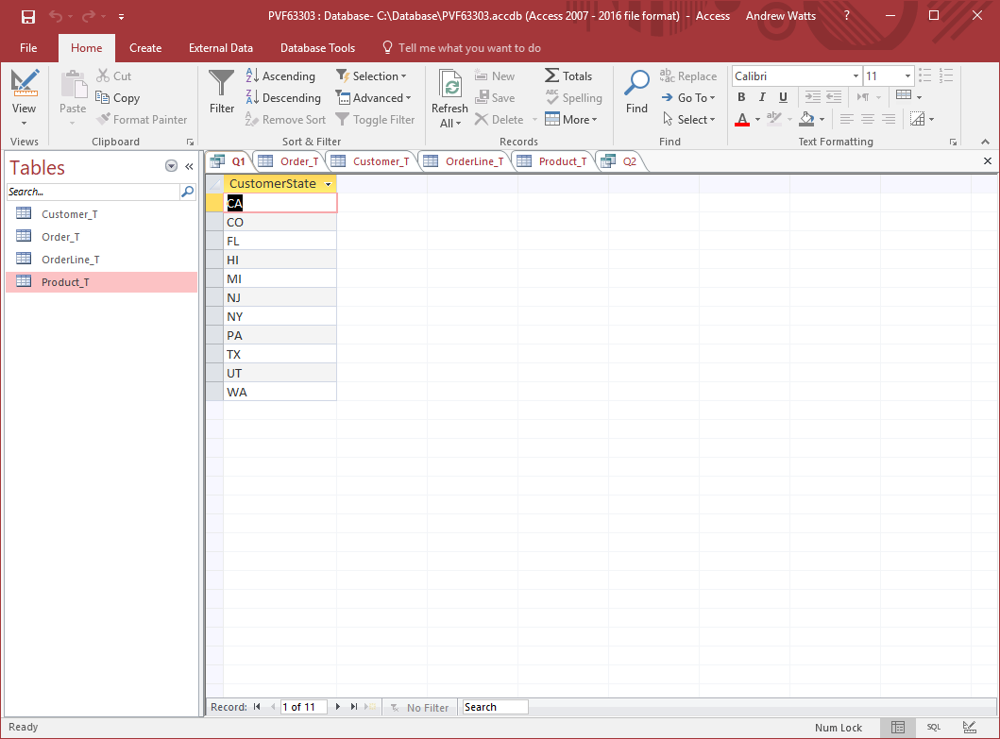 PVF63303 : Database- C:\Database\PVF63303.accdb (Access 2007 - 2016 file format) - Access
Andrew Watts
?
File
Home
Create
External Data
Database Tools
Tell me what you want to do
View
Views
Paste
Cut
Copy
Format Painter
Clipboard
Filter
Ascending
Descending
Remove Sort
Selection
Advanced
Toggle Filter
Sort & Filter
Refresh
All
New
Save
Delete
Totals
Spelling
More
Records
Find
Replace
Go To
Select
Find
Calibri
11
B I U
A
Text Formatting
Tables
Search...
Customer_T
Order_T
OrderLine_T
Product_T
Q1
Order_T
Customer_T
OrderLine_T
Product_T
Q2
CustomerState
CA
CO
FL
HI
MI
NJ
NY
PA
TX
UT
WA
Record:
1 of 11
No Filter
Search
Ready
Num Lock
SQL